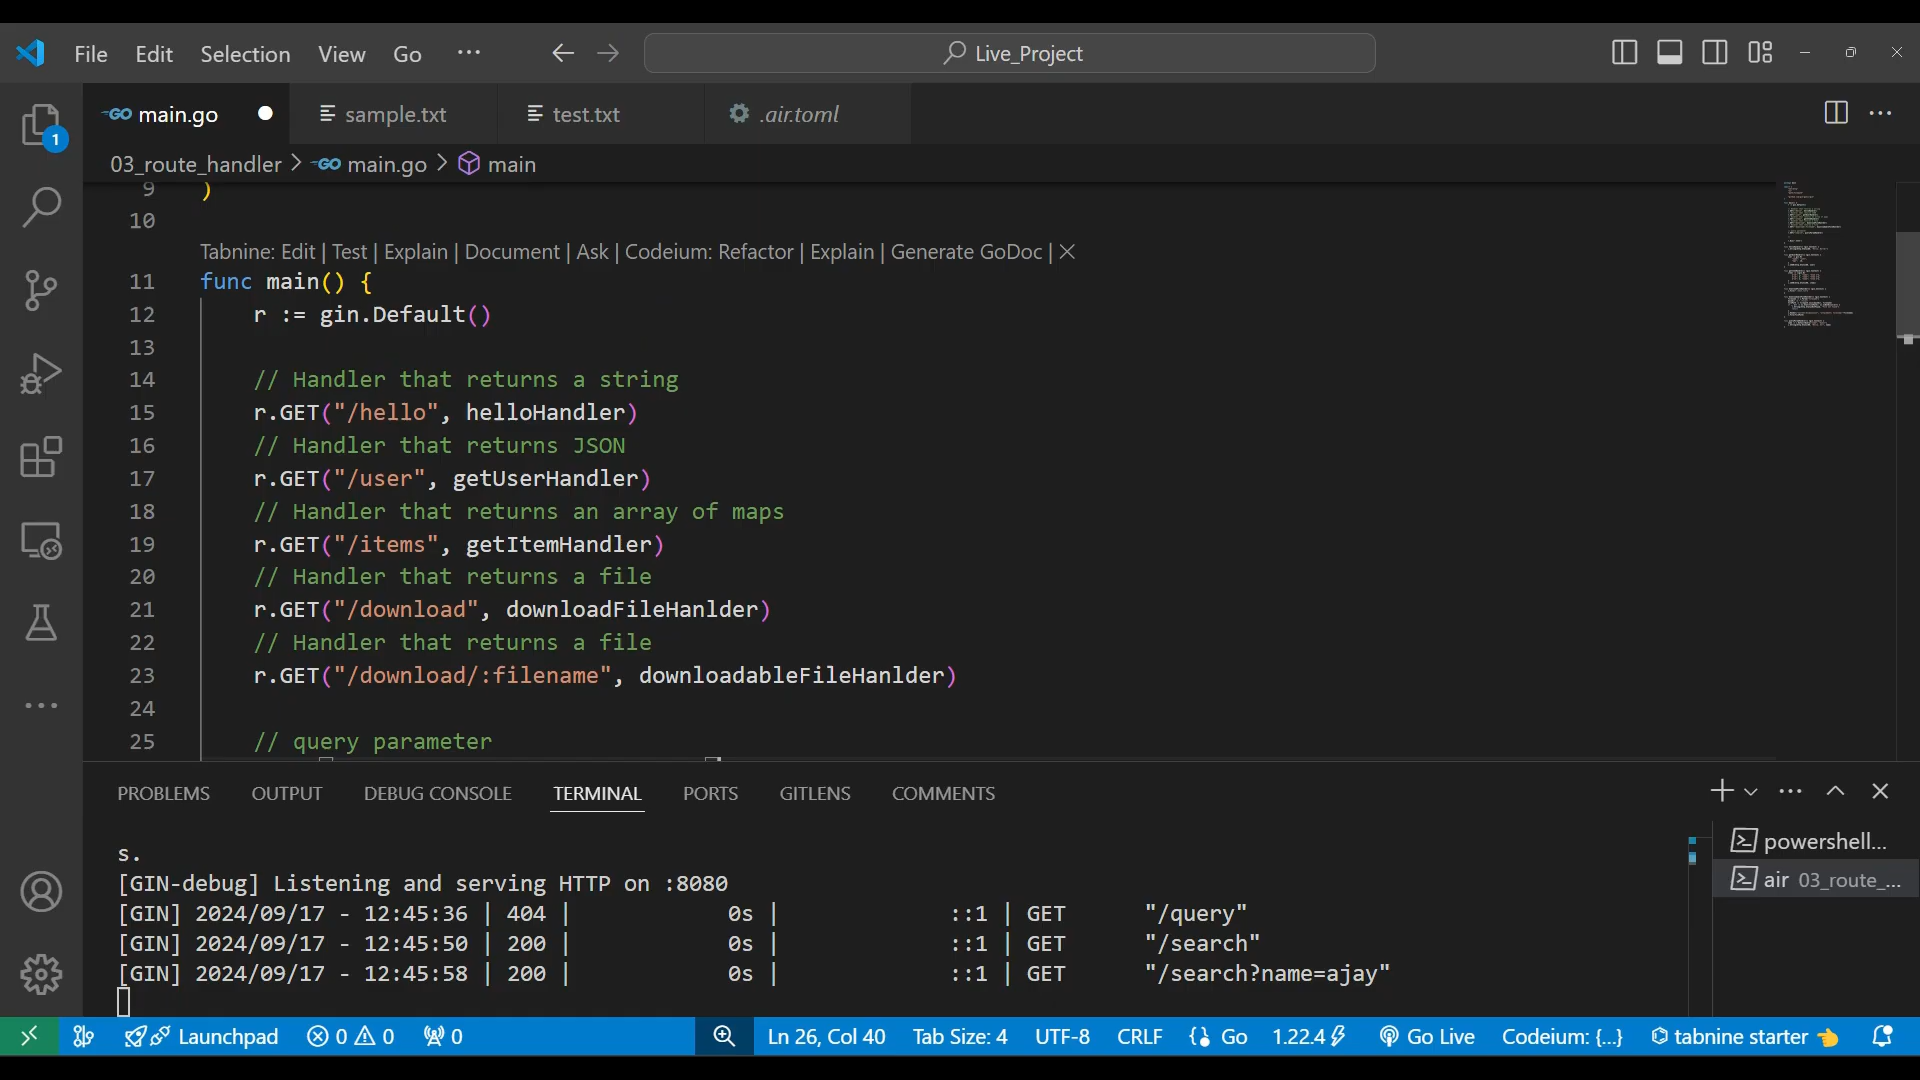 File Edit Selection View Go ··· Live_Project
1
main.go sample.txt test.txt .air.toml
03_route_handler > main.go > main
9 )
10
Tabnine: Edit | Test | Explain | Document | Ask | Codeium: Refactor | Explain | Generate GoDoc | ×
11 func main() {
12 r := gin.Default()
13
14 // Handler that returns a string
15 r.GET("/hello", helloHandler)
16 // Handler that returns JSON
17 r.GET("/user", getUserHandler)
18 // Handler that returns an array of maps
19 r.GET("/items", getItemHandler)
20 // Handler that returns a file
21 r.GET("/download", downloadFileHanlder)
22 // Handler that returns a file
23 r.GET("/download/:filename", downloadableFileHanlder)
24
25 // query parameter
PROBLEMS OUTPUT DEBUG CONSOLE TERMINAL PORTS GITLENS COMMENTS
s.
[GIN-debug] Listening and serving HTTP on :8080
[GIN] 2024/09/17 - 12:45:36 | 404 | 0s | ::1 | GET "/query"
[GIN] 2024/09/17 - 12:45:50 | 200 | 0s | ::1 | GET "/search"
[GIN] 2024/09/17 - 12:45:58 | 200 | 0s | ::1 | GET "/search?name=ajay"
powershell...
air 03_route_...
Launchpad 0 0 0 Ln 26, Col 40 Tab Size: 4 UTF-8 CRLF Go 1.22.4 Go Live Codeium: {...} tabnine starter